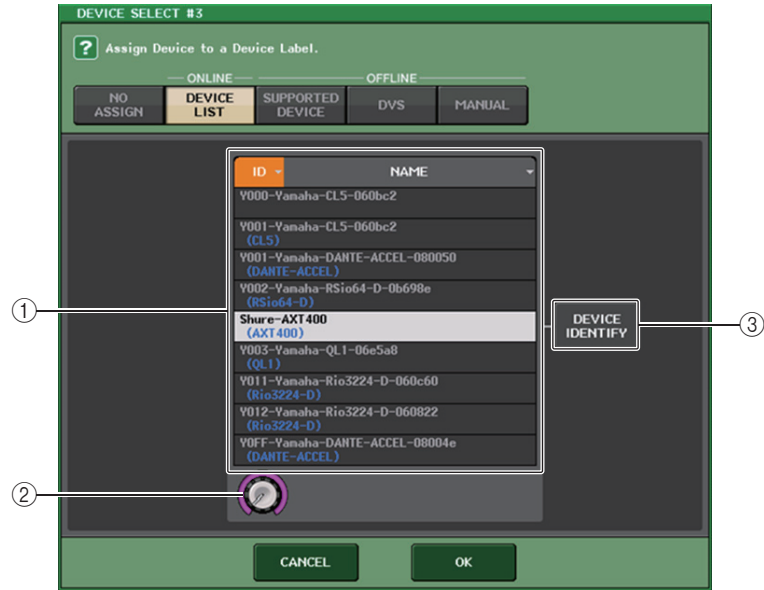 DEVICE SELECT #3
? Assign Device to a Device Label.
ONLINE OFFLINE
NO ASSIGN
DEVICE LIST
SUPPORTED DEVICE
DVS
MANUAL
ID NAME
Y000-Yamaha-CL5-060bc2
Y001-Yamaha-CL5-060bc2
(CL5)
Y001-Yamaha-DANTE-ACCEL-080050
(DANTE-ACCEL)
Y002-Yamaha-RSio64-D-0b698e
(RSio64-D)
Shure-AXT400
(AXT400)
Y003-Yamaha-QL1-06e5a8
(QL1)
Y011-Yamaha-Rio3224-D-060c60
(Rio3224-D)
Y012-Yamaha-Rio3224-D-060822
(Rio3224-D)
Y0FF-Yamaha-DANTE-ACCEL-08004e
(DANTE-ACCEL)
①
DEVICE
IDENTIFY
③
②
CANCEL
OK